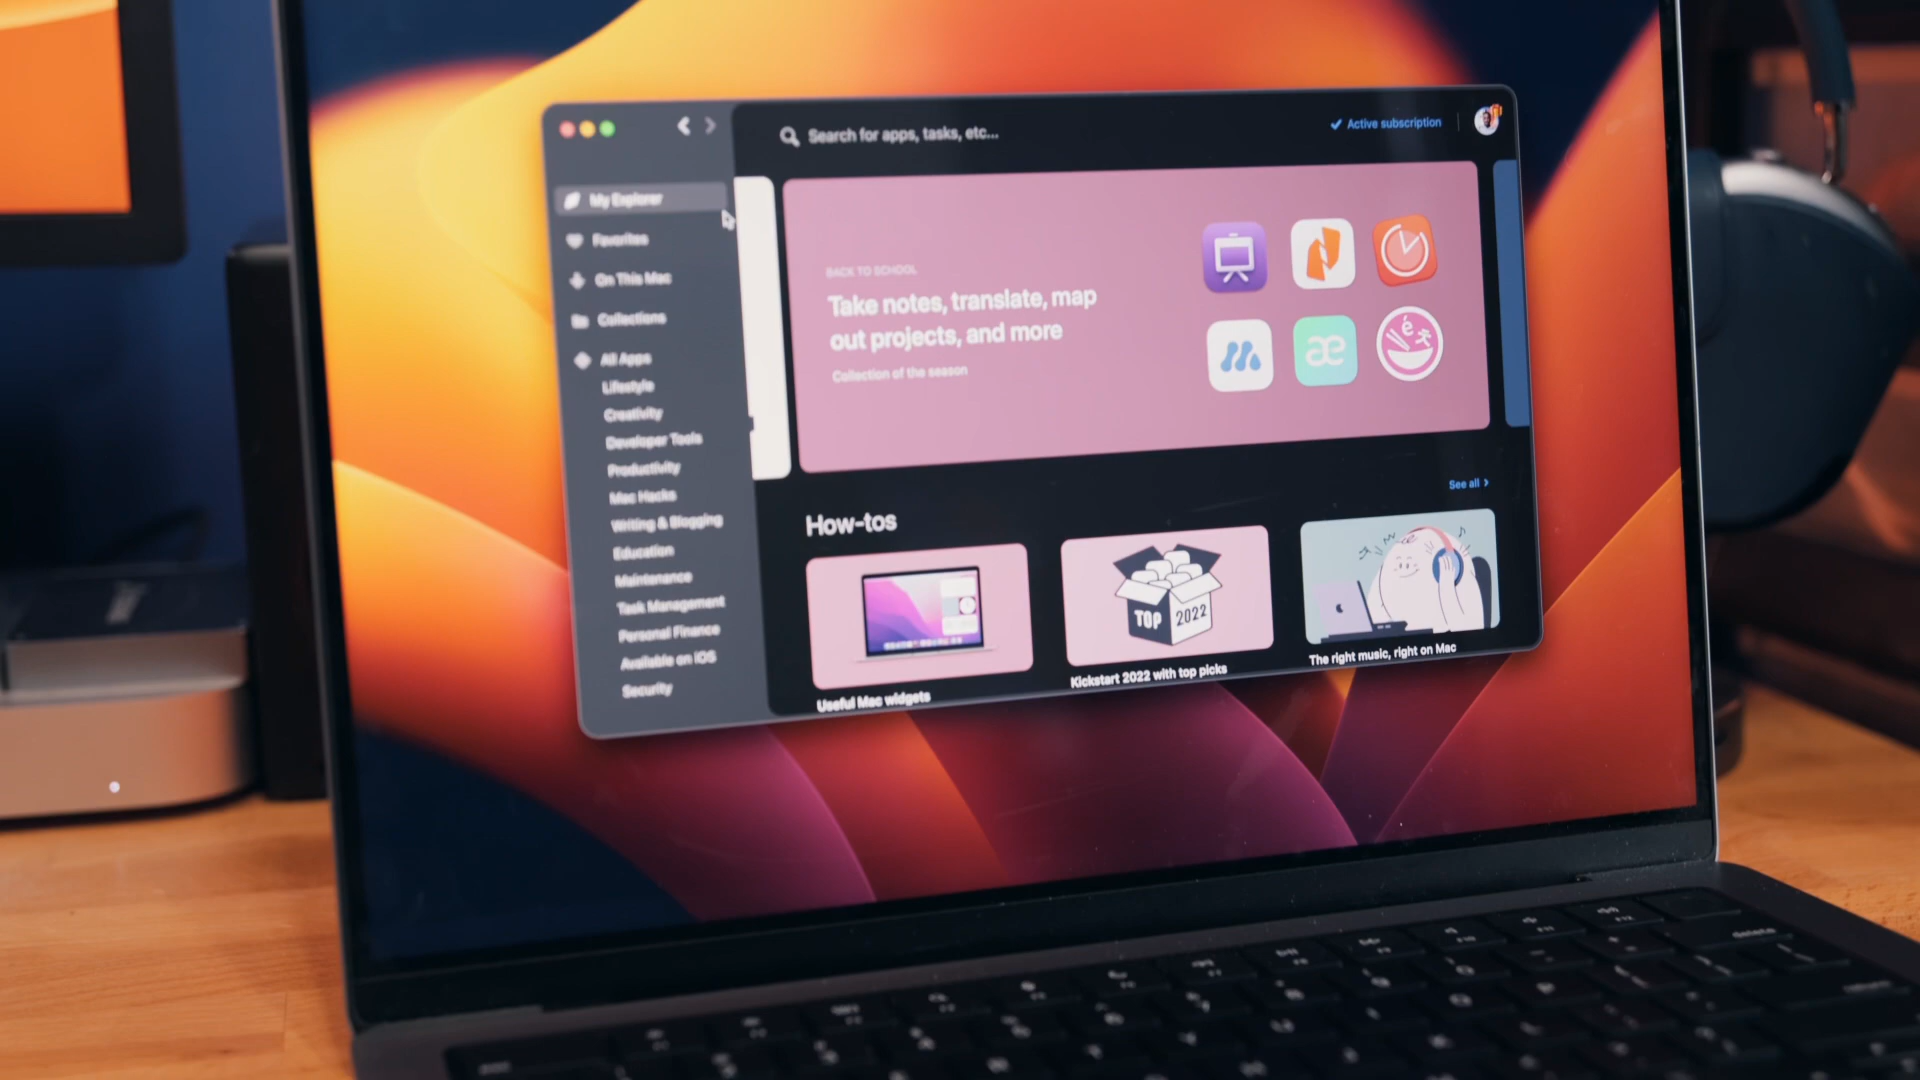 Search for apps, tasks, etc...
Active subscription
My Explorer
Favorites
On This Mac
Collections
All Apps
Lifestyle
Creativity
Developer Tools
Productivity
Mac Hacks
Writing & Blogging
Education
Maintenance
Task Management
Personal Finance
Available on iOS
Security
BACK TO SCHOOL
Take notes, translate, map
out projects, and more
Collection of the season
æ
é
See all
How-tos
TOP 2022
Useful Mac widgets
Kickstart 2022 with top picks
The right music, right on Mac
delete